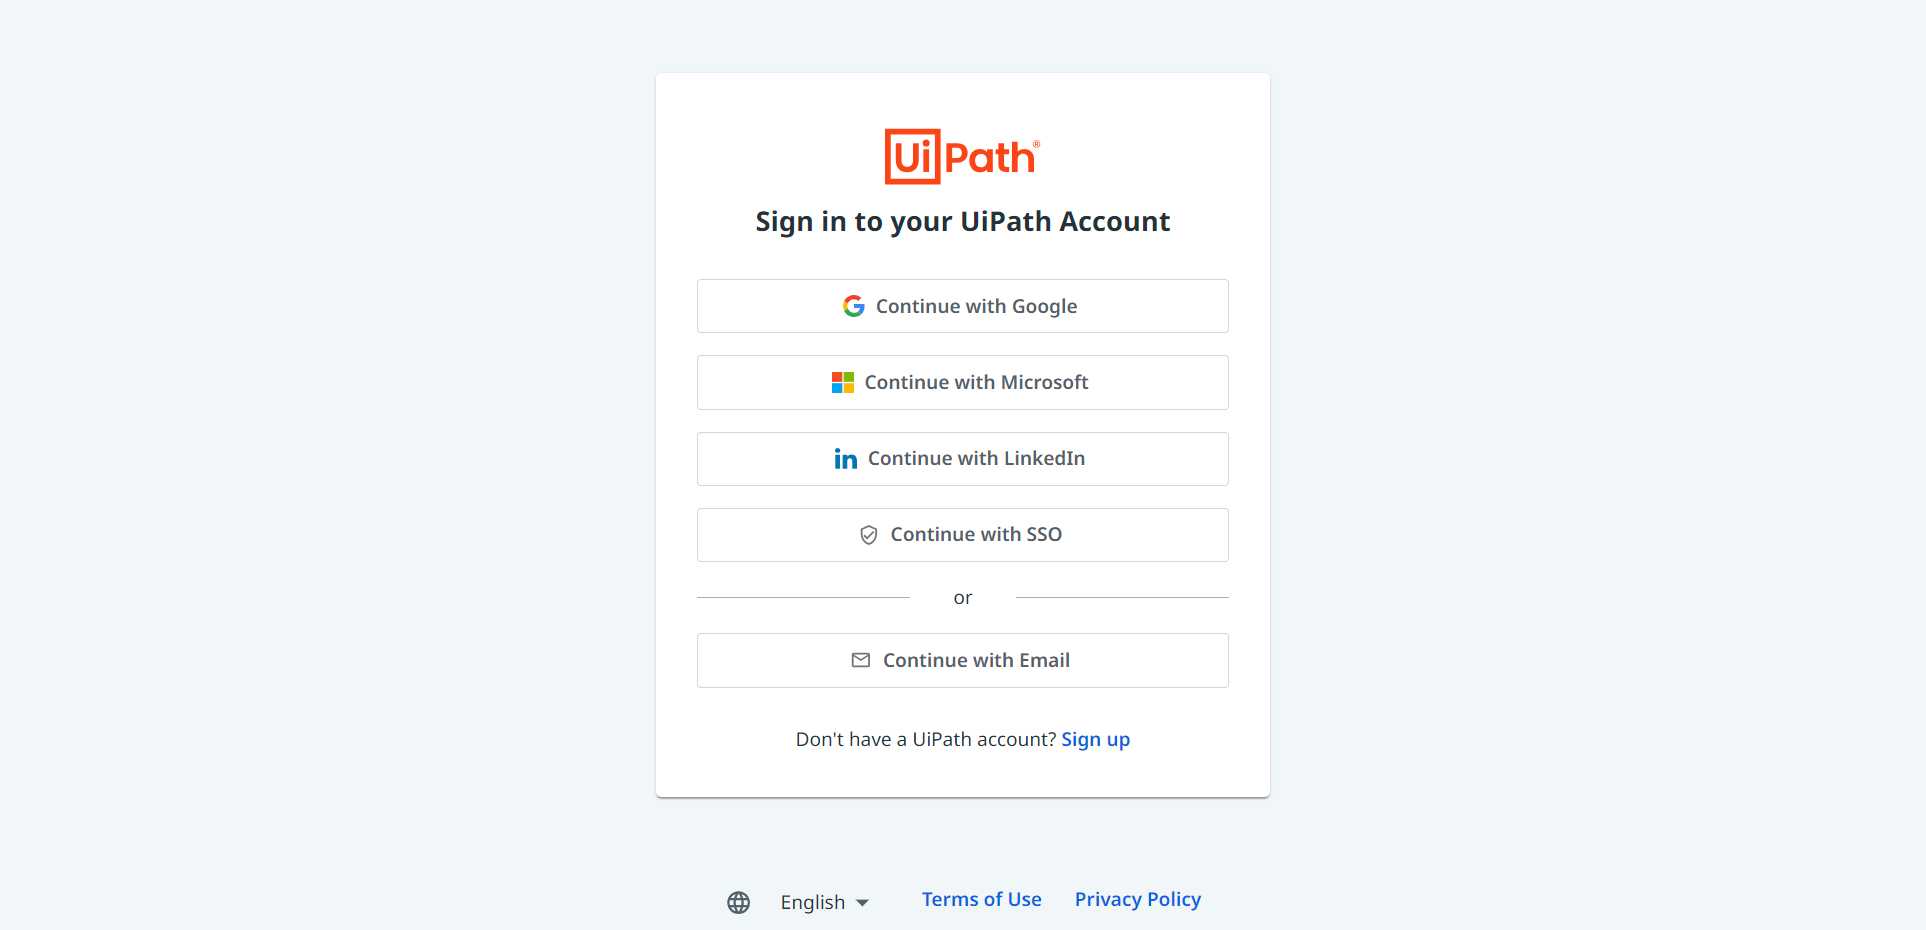 UiPath®
Sign in to your UiPath Account
Continue with Google
Continue with Microsoft
in Continue with LinkedIn
Continue with SSO
or
Continue with Email
Don't have a UiPath account? Sign up
English Terms of Use Privacy Policy